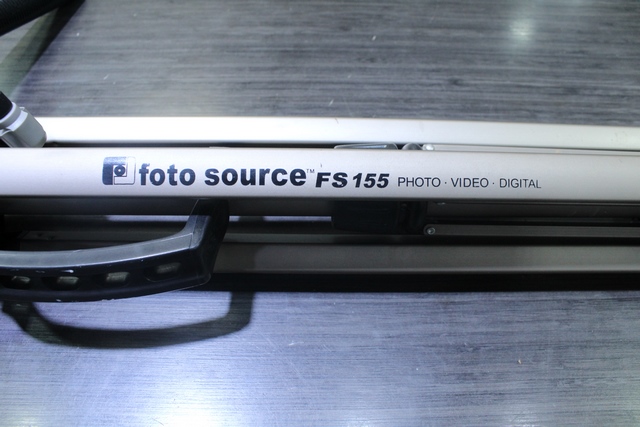 foto source™ FS155 PHOTO · VIDEO · DIGITAL